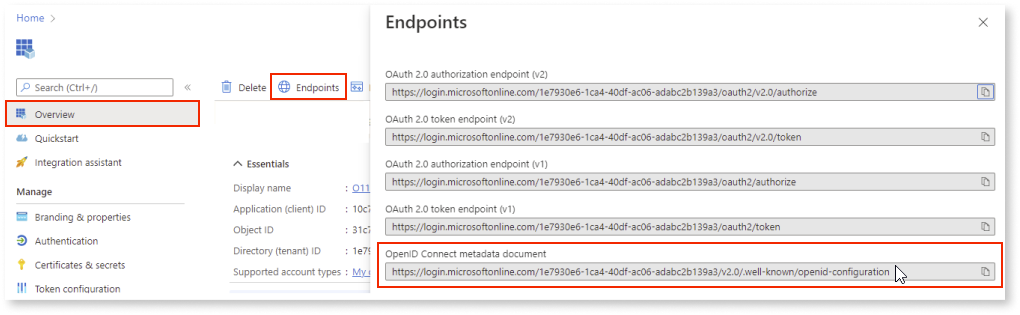 Home
Search (Ctrl+/)
Overview
Quickstart
Integration assistant
Manage
Branding & properties
Authentication
Certificates & secrets
Token configuration
Delete
Endpoints
Essentials
Display name : O11
Application (client) ID : 10c7
Object ID : 31c7
Directory (tenant) ID : 1e79
Supported account types : My o
Endpoints
OAuth 2.0 authorization endpoint (v2)
https://login.microsoftonline.com/1e7930e6-1ca4-40df-ac06-adabc2b139a3/oauth2/v2.0/authorize
OAuth 2.0 token endpoint (v2)
https://login.microsoftonline.com/1e7930e6-1ca4-40df-ac06-adabc2b139a3/oauth2/v2.0/token
OAuth 2.0 authorization endpoint (v1)
https://login.microsoftonline.com/1e7930e6-1ca4-40df-ac06-adabc2b139a3/oauth2/authorize
OAuth 2.0 token endpoint (v1)
https://login.microsoftonline.com/1e7930e6-1ca4-40df-ac06-adabc2b139a3/oauth2/token
OpenID Connect metadata document
https://login.microsoftonline.com/1e7930e6-1ca4-40df-ac06-adabc2b139a3/v2.0/.well-known/openid-configuration